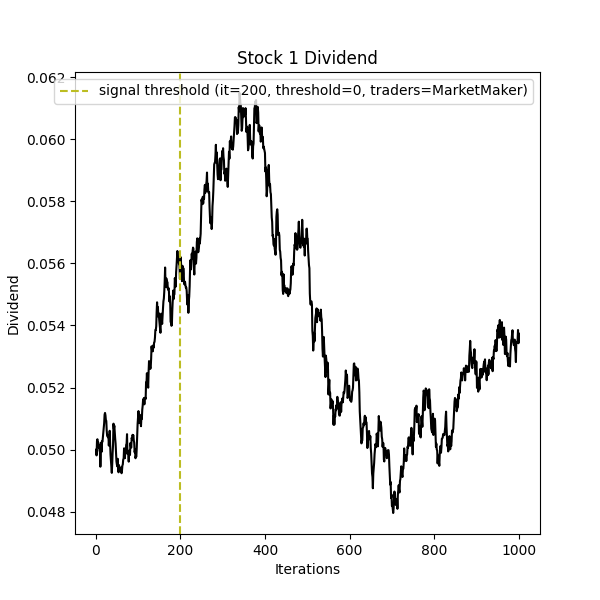 Stock 1 Dividend
signal threshold (it=200, threshold=0, traders=MarketMaker)
0.062
0.060
0.058
0.056
0.054
0.052
0.050
0.048
Dividend
0 200 400 600 800 1000
Iterations